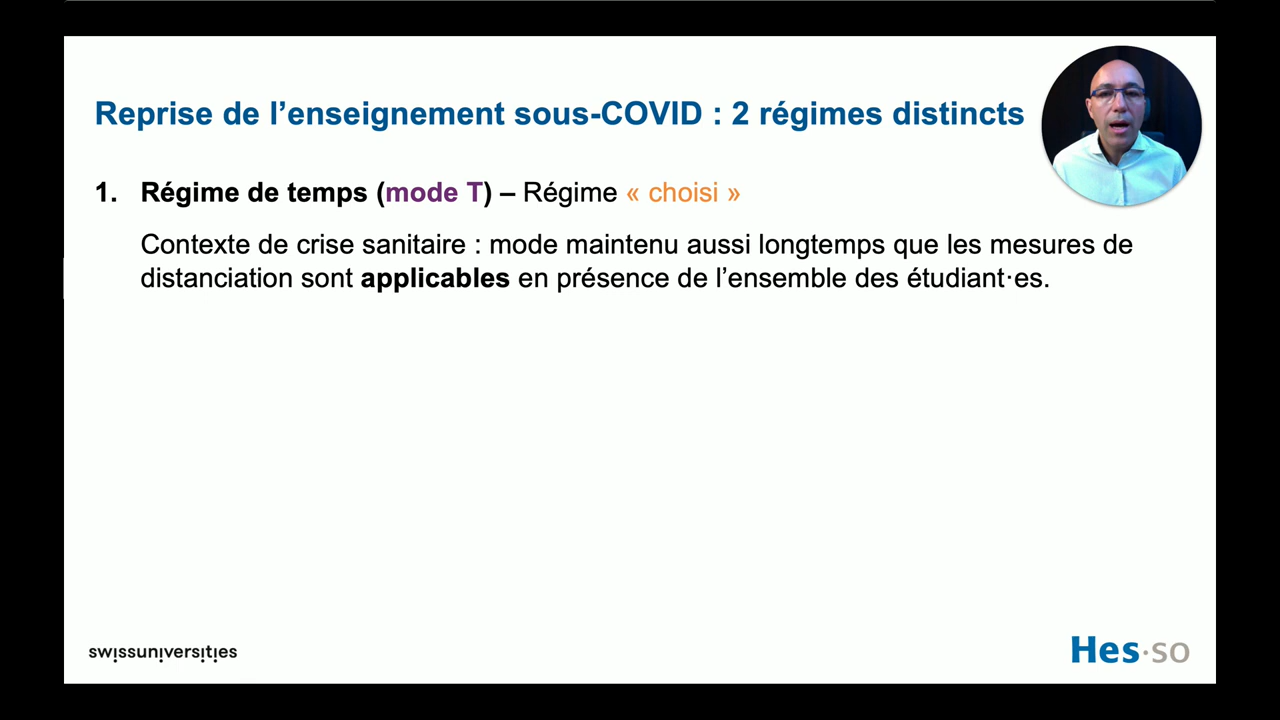 Reprise de l’enseignement sous-COVID : 2 régimes distincts
1. Régime de temps (mode T) – Régime « choisi »
Contexte de crise sanitaire : mode maintenu aussi longtemps que les mesures de
distanciation sont applicables en présence de l’ensemble des étudiant·es.
swissuniversities
Hes·so